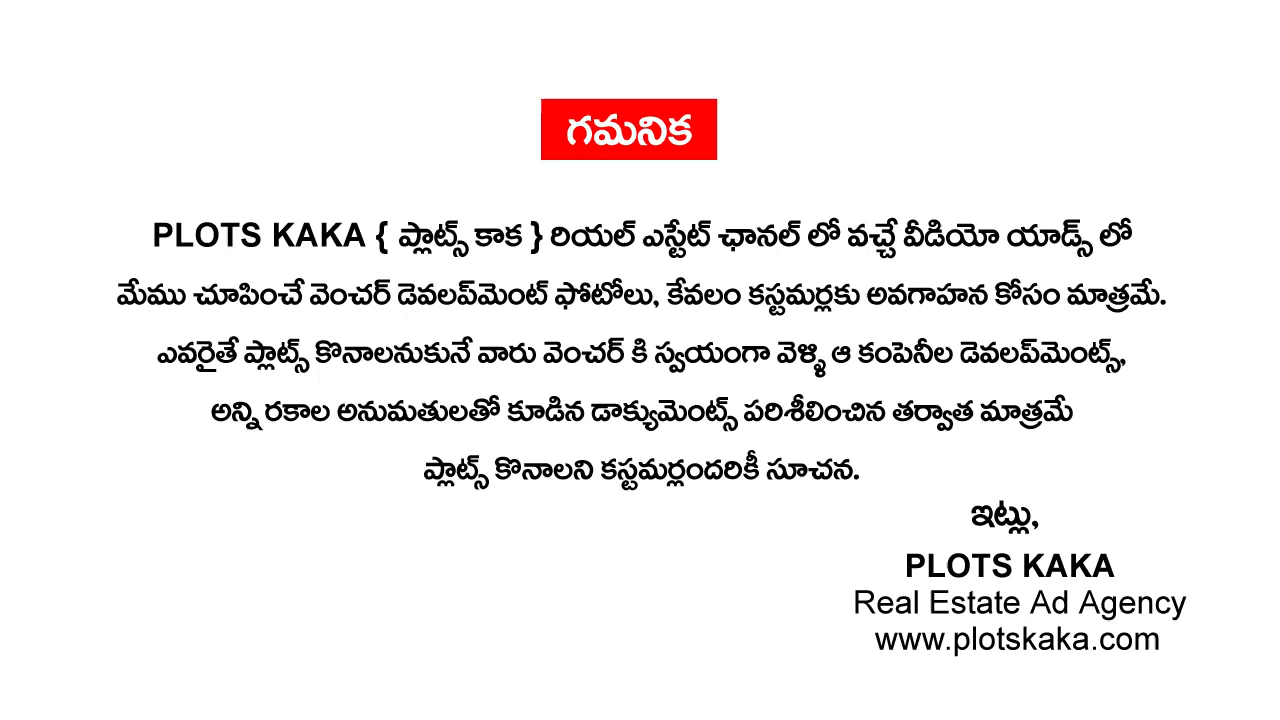 గమనిక
PLOTS KAKA { ప్లాట్స్ కాక } రియల్ ఎస్టేట్ ఛానల్ లో వచ్చే వీడియో యాడ్స్ లో
మేము చూపించే వెంచర్ డెవలప్‌మెంట్ ఫోటోలు, కేవలం కస్టమర్లకు అవగాహన కోసం మాత్రమే.
ఎవరైతే ప్లాట్స్ కొనాలనుకునే వారు వెంచర్ కి స్వయంగా వెళ్ళి ఆ కంపెనీల డెవలప్‌మెంట్స్,
అన్ని రకాల అనుమతులతో కూడిన డాక్యుమెంట్స్ పరిశీలించిన తర్వాత మాత్రమే
ప్లాట్స్ కొనాలని కస్టమర్లందరికీ సూచన.
ఇట్లు,
PLOTS KAKA
Real Estate Ad Agency
www.plotskaka.com